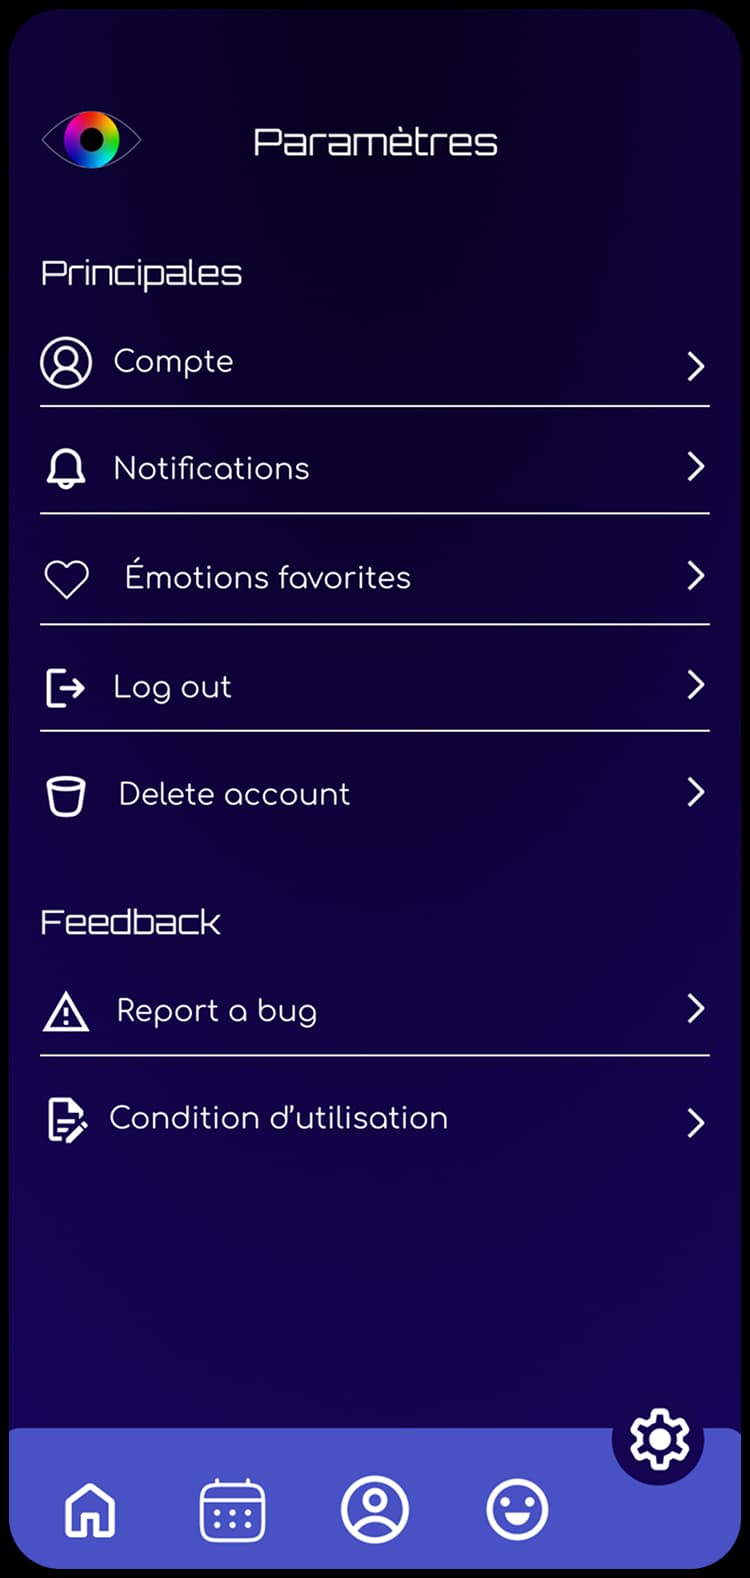 Paramètres
Principales
Compte
Notifications
Émotions favorites
Log out
Delete account
Feedback
Report a bug
Condition d’utilisation